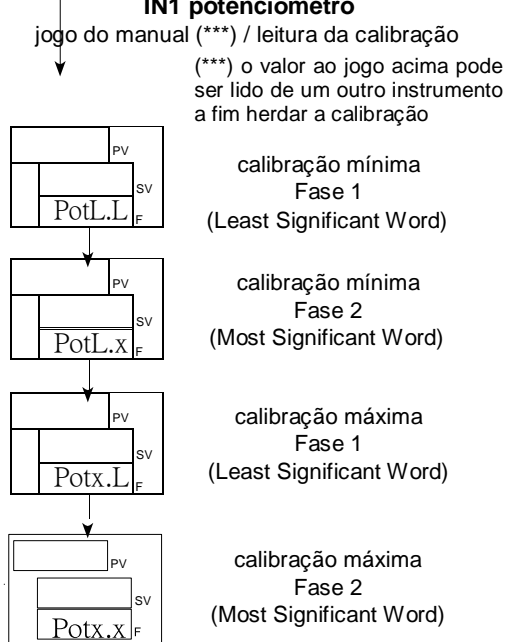 IN1 potenciômetro
jogo do manual (***) / leitura da calibração
(***) o valor ao jogo acima pode
ser lido de um outro instrumento
a fim herdar a calibração
PV
SV
PotL.L F
calibração mínima
Fase 1
(Least Significant Word)
PV
SV
PotL.x F
calibração mínima
Fase 2
(Most Significant Word)
PV
SV
Potx.L F
calibração máxima
Fase 1
(Least Significant Word)
PV
SV
Potx.x F
calibração máxima
Fase 2
(Most Significant Word)